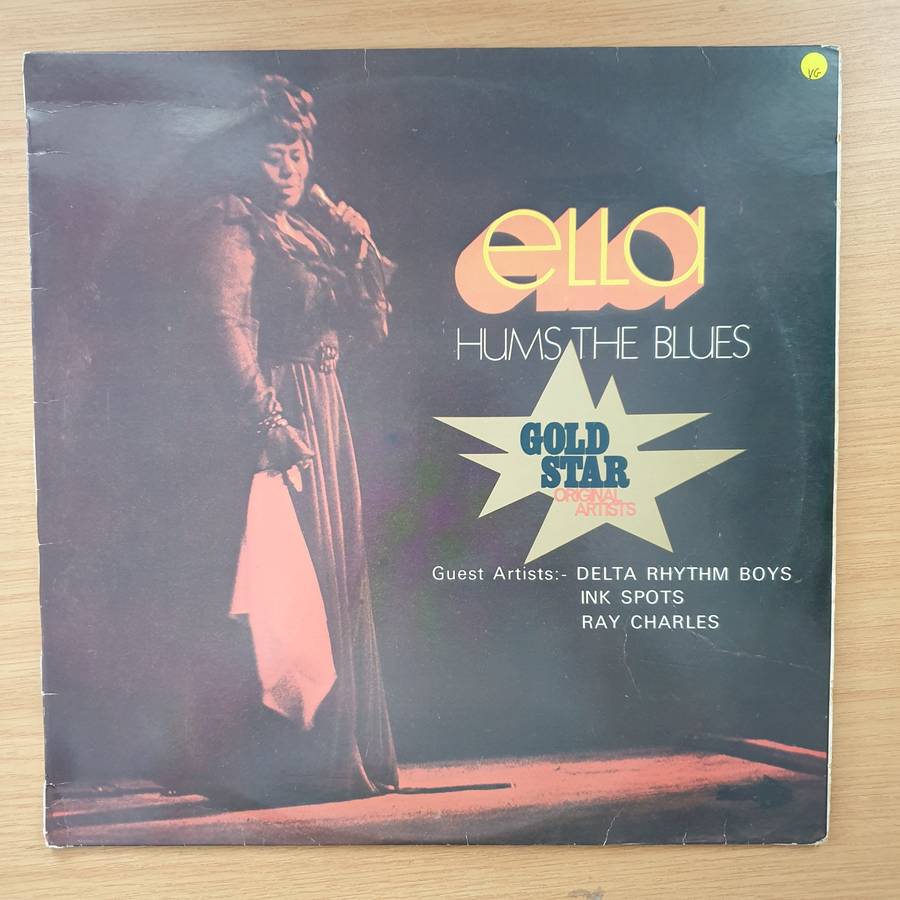 VG
ella
HUMS THE BLUES
GOLD
STAR
ORIGINAL
ARTISTS
Guest Artists:- DELTA RHYTHM BOYS
INK SPOTS
RAY CHARLES